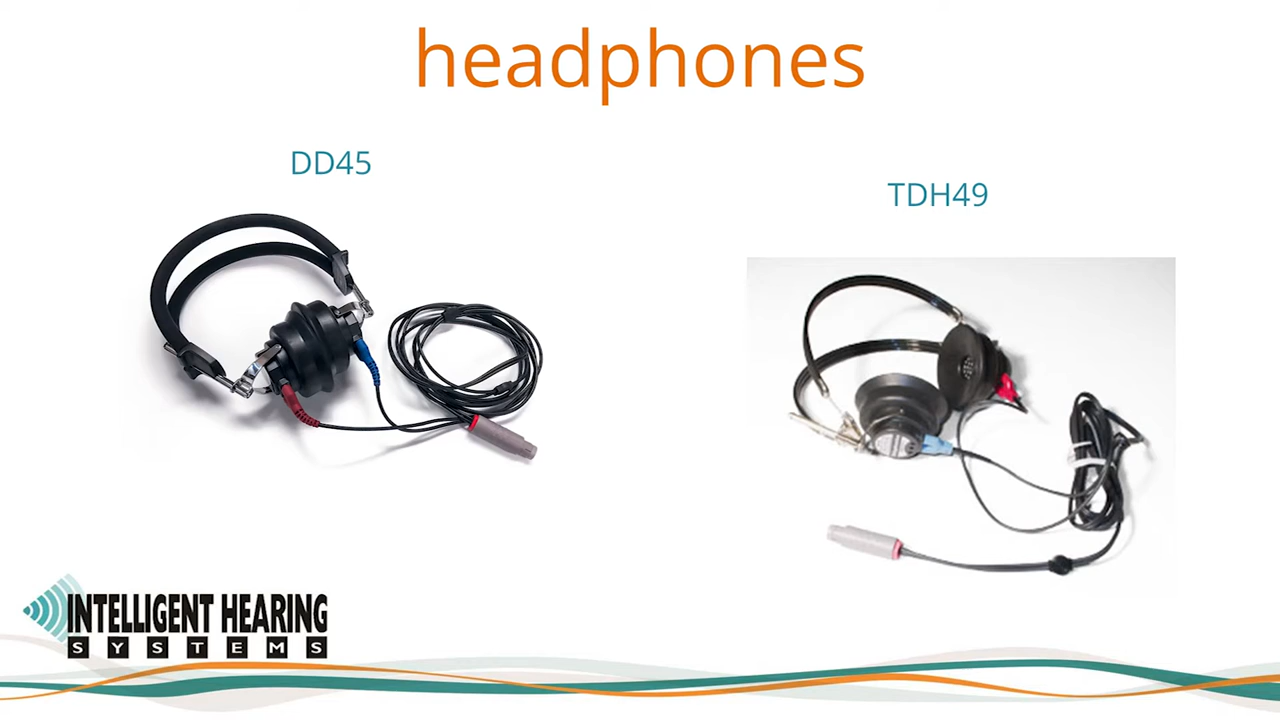 headphones
DD45
TDH49
INTELLIGENT HEARING
SYSTEMS